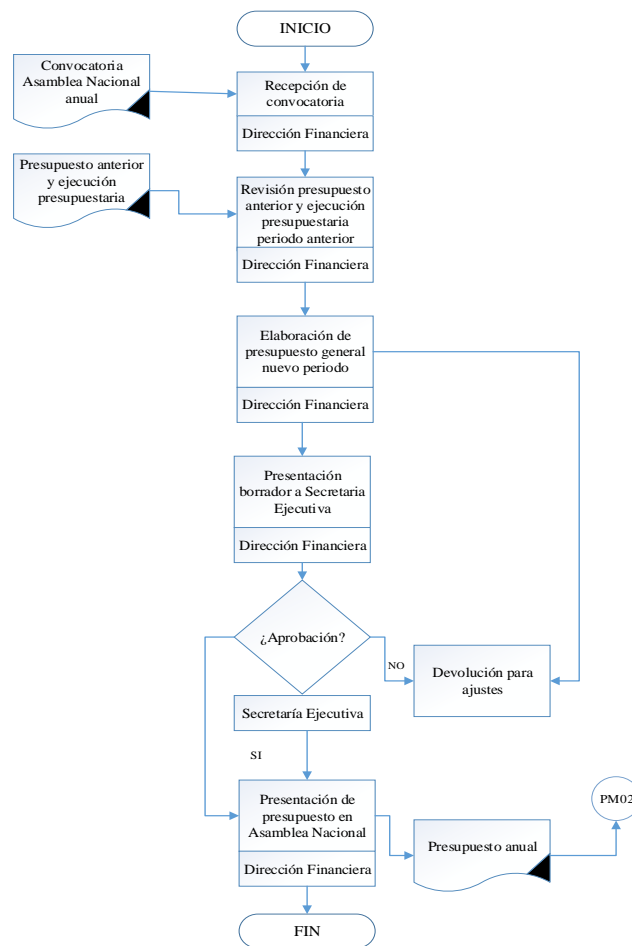 INICIO
Convocatoria
Asamblea Nacional
anual
Recepción de
convocatoria
Dirección Financiera
Presupuesto anterior
y ejecución
presupuestaria
Revisión presupuesto
anterior y ejecución
presupuestaria
periodo anterior
Dirección Financiera
Elaboración de
presupuesto general
nuevo periodo
Dirección Financiera
Presentación
borrador a Secretaria
Ejecutiva
Dirección Financiera
¿Aprobación?
NO
Devolución para
ajustes
Secretaría Ejecutiva
SI
Presentación de
presupuesto en
Asamblea Nacional
Dirección Financiera
Presupuesto anual
PM02
FIN